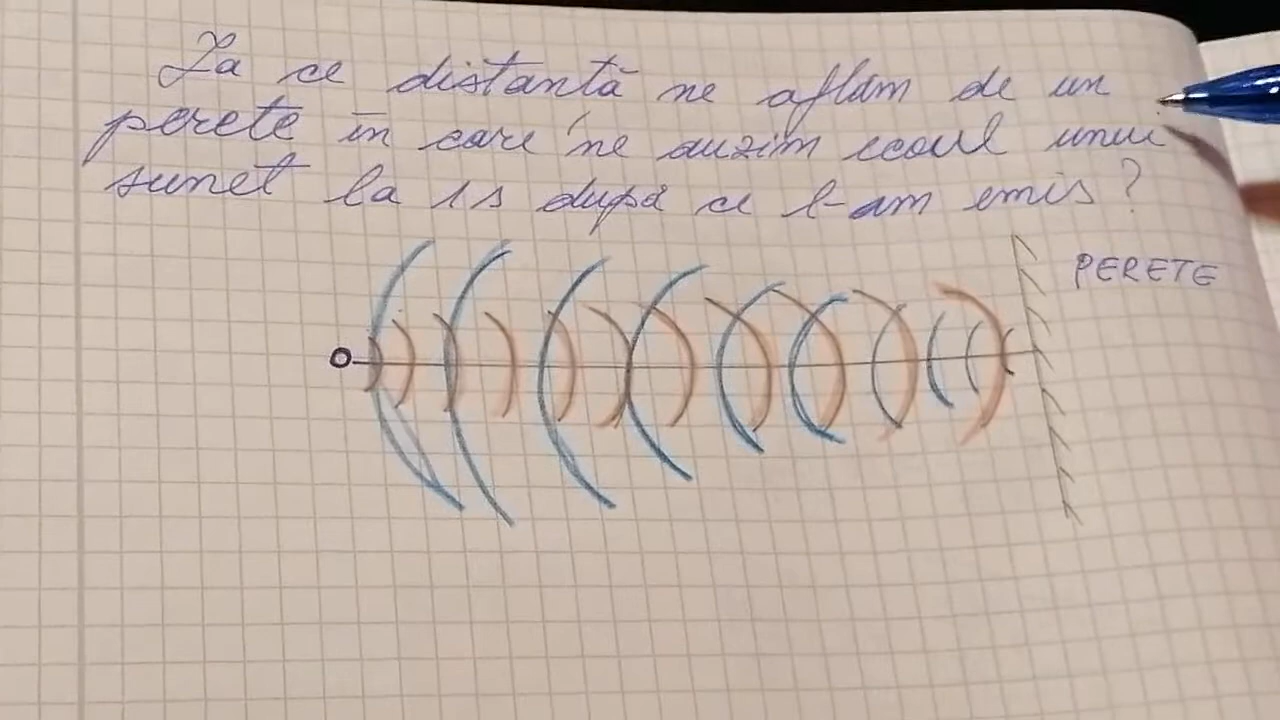 La ce distantă ne aflăm de un
perete în care ne auzim ecoul unui
sunet la 1s după ce l-am emis?
PERETE